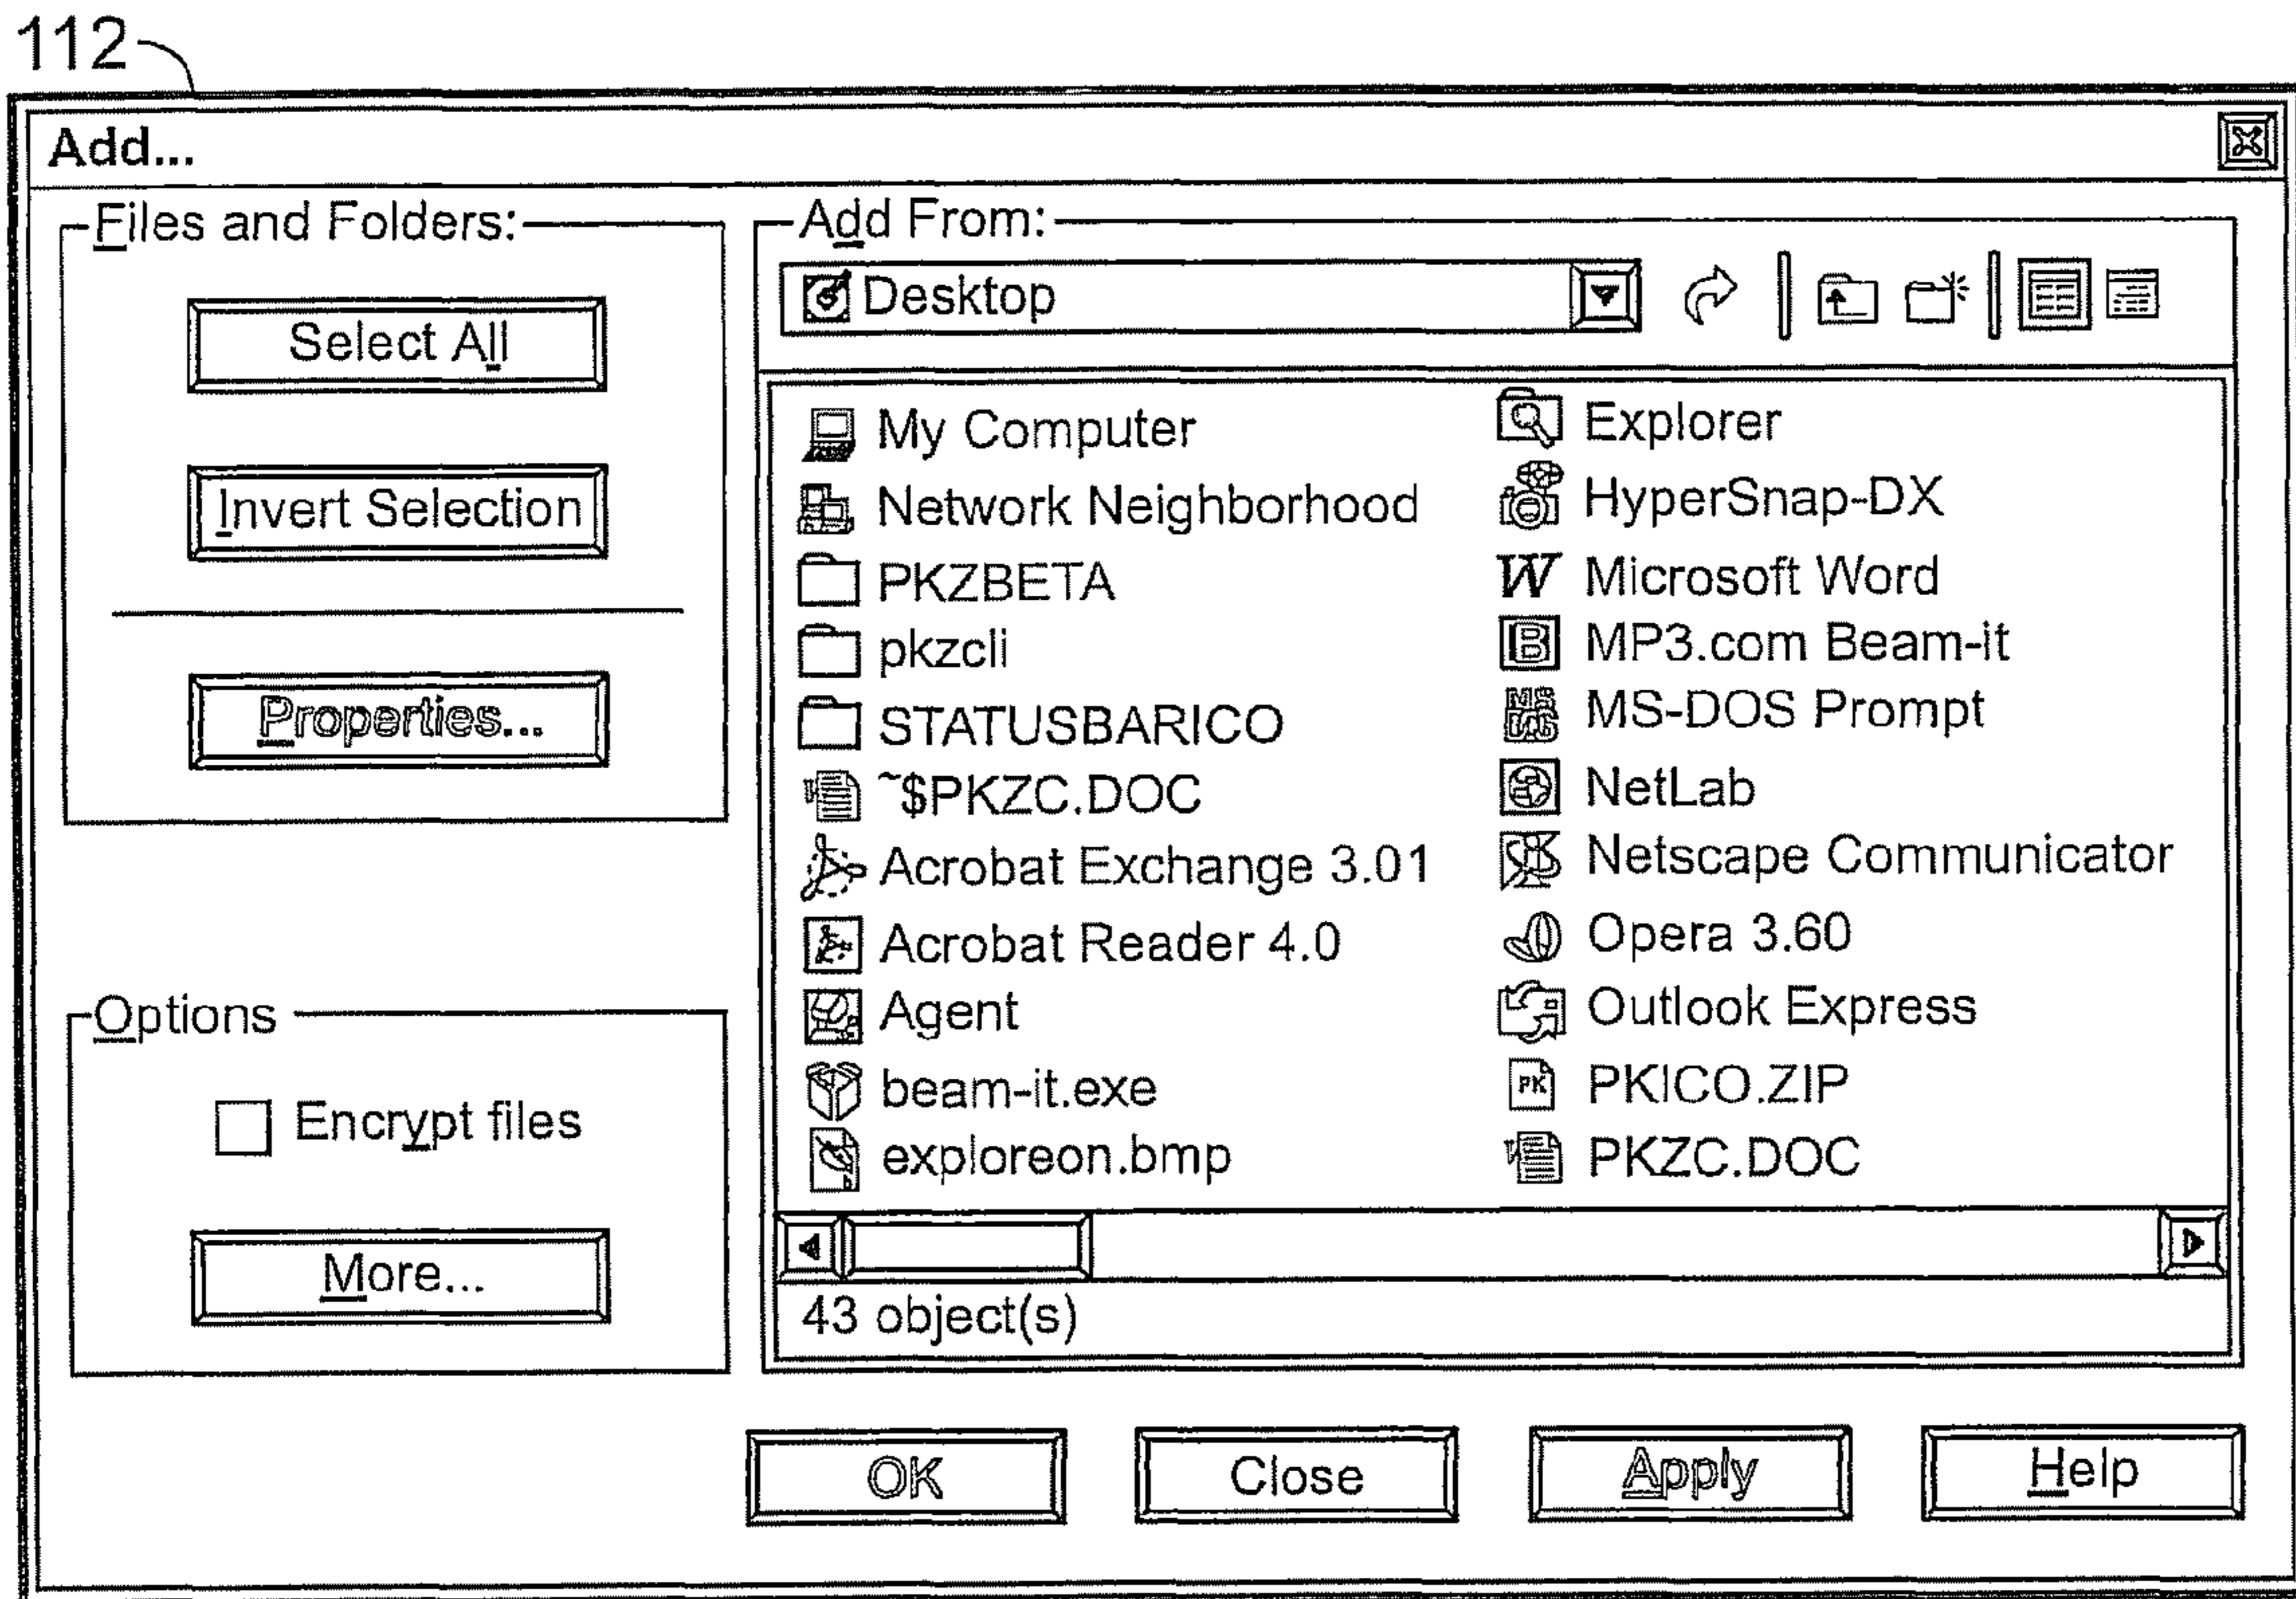 112
Add...
Files and Folders:
Select All
Invert Selection
Properties...
Options
Encrypt files
More...
Add From:
Desktop
My Computer
Network Neighborhood
PKZBETA
pkzcli
STATUSBARICO
~$PKZC.DOC
Acrobat Exchange 3.01
Acrobat Reader 4.0
Agent
beam-it.exe
exploreon.bmp
Explorer
HyperSnap-DX
W Microsoft Word
B MP3.com Beam-it
MS DOS MS-DOS Prompt
NetLab
Netscape Communicator
Opera 3.60
Outlook Express
PK PKICO.ZIP
PKZC.DOC
43 object(s)
OK
Close
Apply
Help